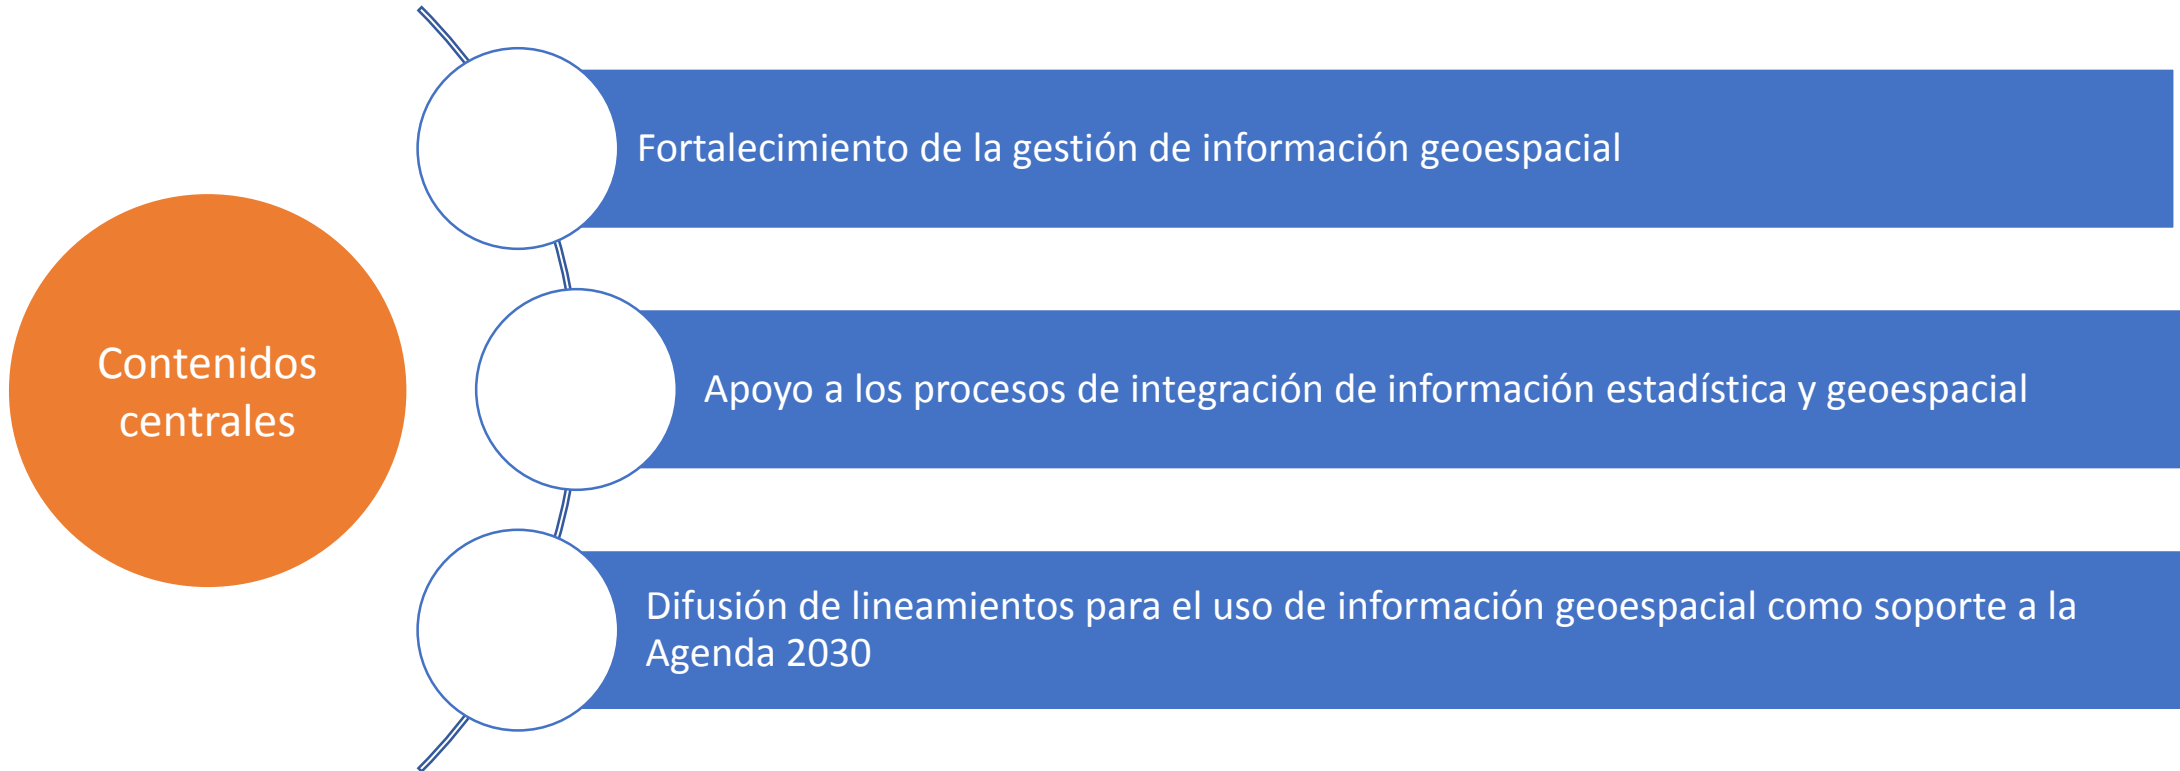 Fortalecimiento de la gestión de información geoespacial
Contenidos
centrales
Apoyo a los procesos de integración de información estadística y geoespacial
Difusión de lineamientos para el uso de información geoespacial como soporte a la
Agenda 2030